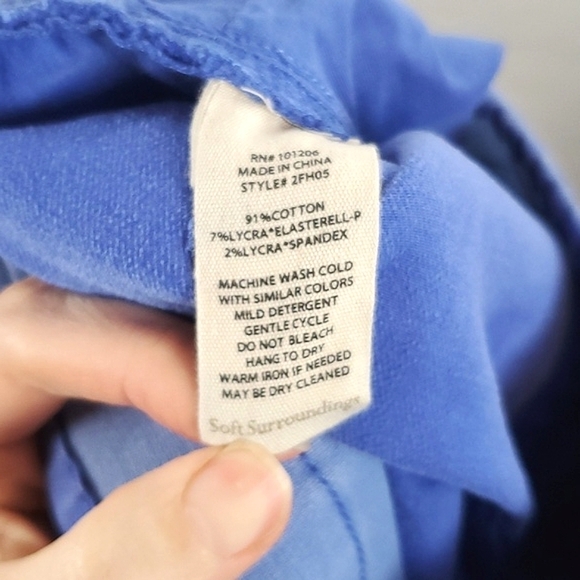 RN# 101206
MADE IN CHINA
STYLE# 2FH05
91%COTTON
7%LYCRA*ELASTERELL-P
2%LYCRA*SPANDEX
MACHINE WASH COLD
WITH SIMILAR COLORS
MILD DETERGENT
GENTLE CYCLE
DO NOT BLEACH
HANG TO DRY
WARM IRON IF NEEDED
MAY BE DRY CLEANED
Soft Surroundings